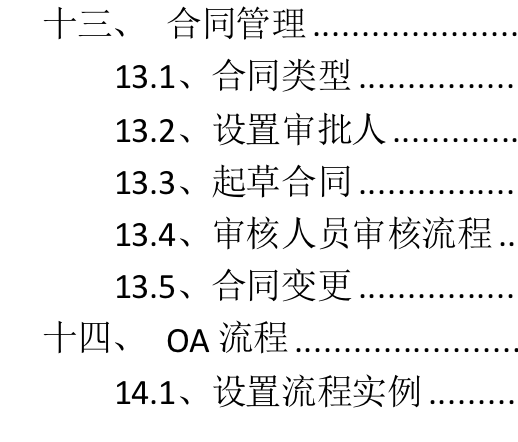 十三、 合同管理.....................
13.1、合同类型................
13.2、设置审批人.............
13.3、起草合同................
13.4、审核人员审核流程..
13.5、合同变更................
十四、 OA 流程.......................
14.1、设置流程实例.........